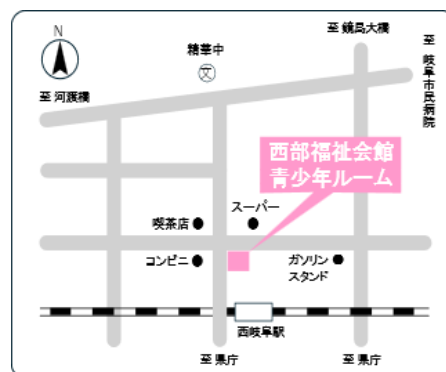 N
精華中
文
至 鏡島大橋
至 岐阜市民病院
至 河渡橋
西部福祉会館
青少年ルーム
スーパー
喫茶店
コンビニ
ガソリン
スタンド
西岐阜駅
至 県庁
至 県庁